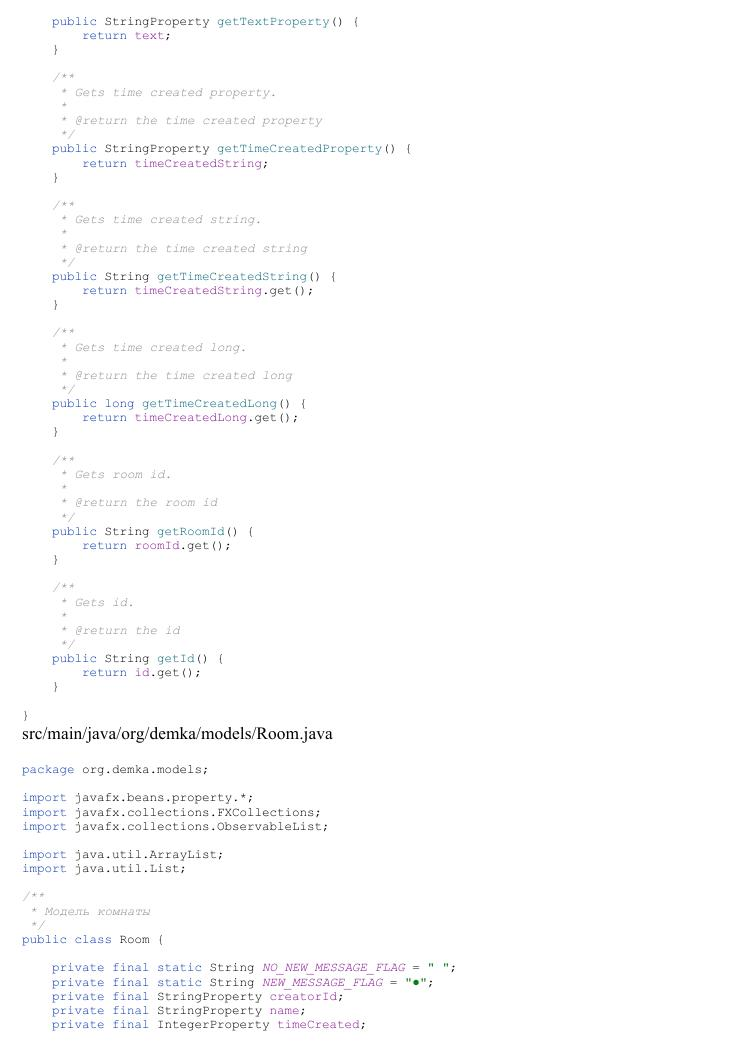 public StringProperty getTextProperty() {
        return text;
    }

    /**
     * Gets time created property.
     *
     * @return the time created property
     */
    public StringProperty getTimeCreatedProperty() {
        return timeCreatedString;
    }

    /**
     * Gets time created string.
     *
     * @return the time created string
     */
    public String getTimeCreatedString() {
        return timeCreatedString.get();
    }

    /**
     * Gets time created long.
     *
     * @return the time created long
     */
    public long getTimeCreatedLong() {
        return timeCreatedLong.get();
    }

    /**
     * Gets room id.
     *
     * @return the room id
     */
    public String getRoomId() {
        return roomId.get();
    }

    /**
     * Gets id.
     *
     * @return the id
     */
    public String getId() {
        return id.get();
    }

}
src/main/java/org/demka/models/Room.java

package org.demka.models;

import javafx.beans.property.*;
import javafx.collections.FXCollections;
import javafx.collections.ObservableList;

import java.util.ArrayList;
import java.util.List;

/**
 * Модель комнаты
 */
public class Room {

    private final static String NO_NEW_MESSAGE_FLAG = " ";
    private final static String NEW_MESSAGE_FLAG = "●";
    private final StringProperty creatorId;
    private final StringProperty name;
    private final IntegerProperty timeCreated;